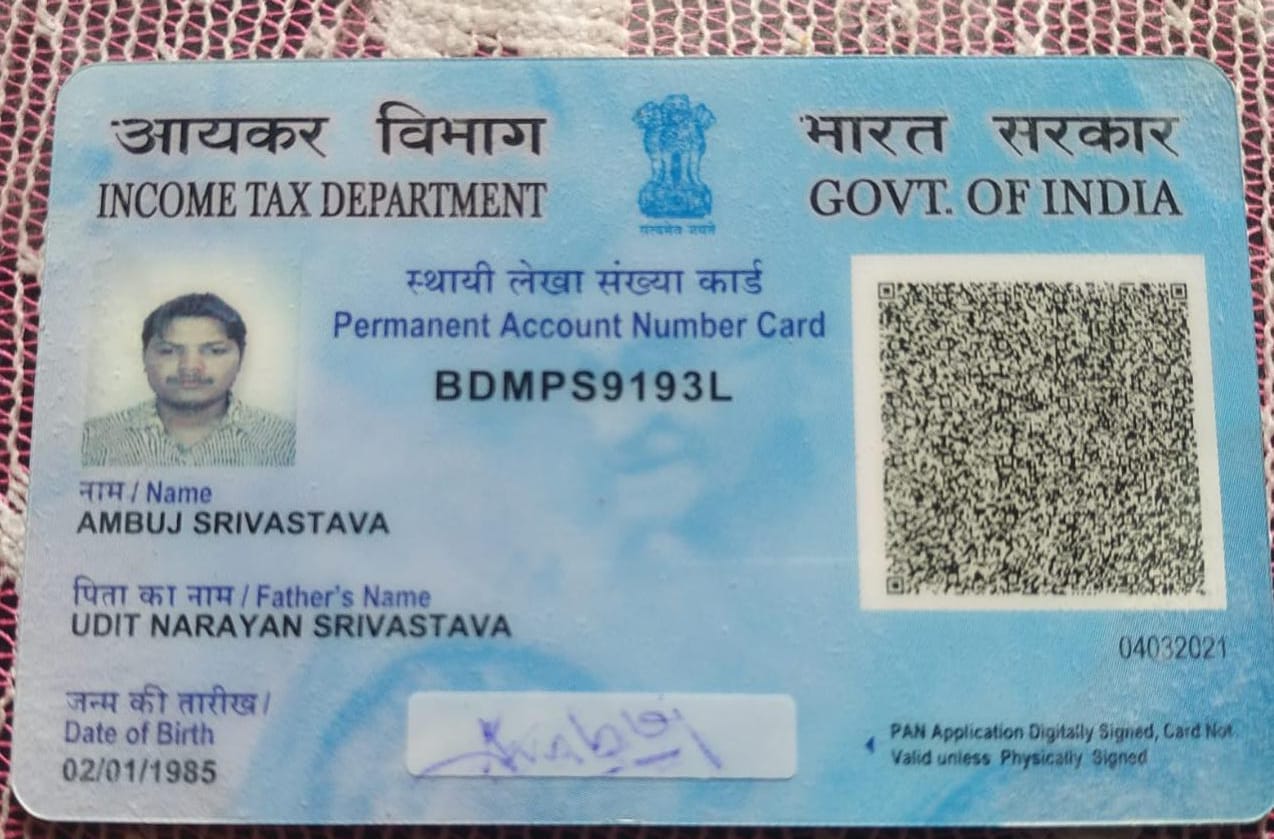 आयकर विभाग
INCOME TAX DEPARTMENT
सत्यमेव जयते
भारत सरकार
GOVT. OF INDIA
स्थायी लेखा संख्या कार्ड
Permanent Account Number Card
BDMPS9193L
नाम / Name
AMBUJ SRIVASTAVA
पिता का नाम / Father's Name
UDIT NARAYAN SRIVASTAVA
04032021
जन्म की तारीख /
Date of Birth
02/01/1985
Ambuj
PAN Application Digitally Signed, Card Not
Valid unless Physically Signed